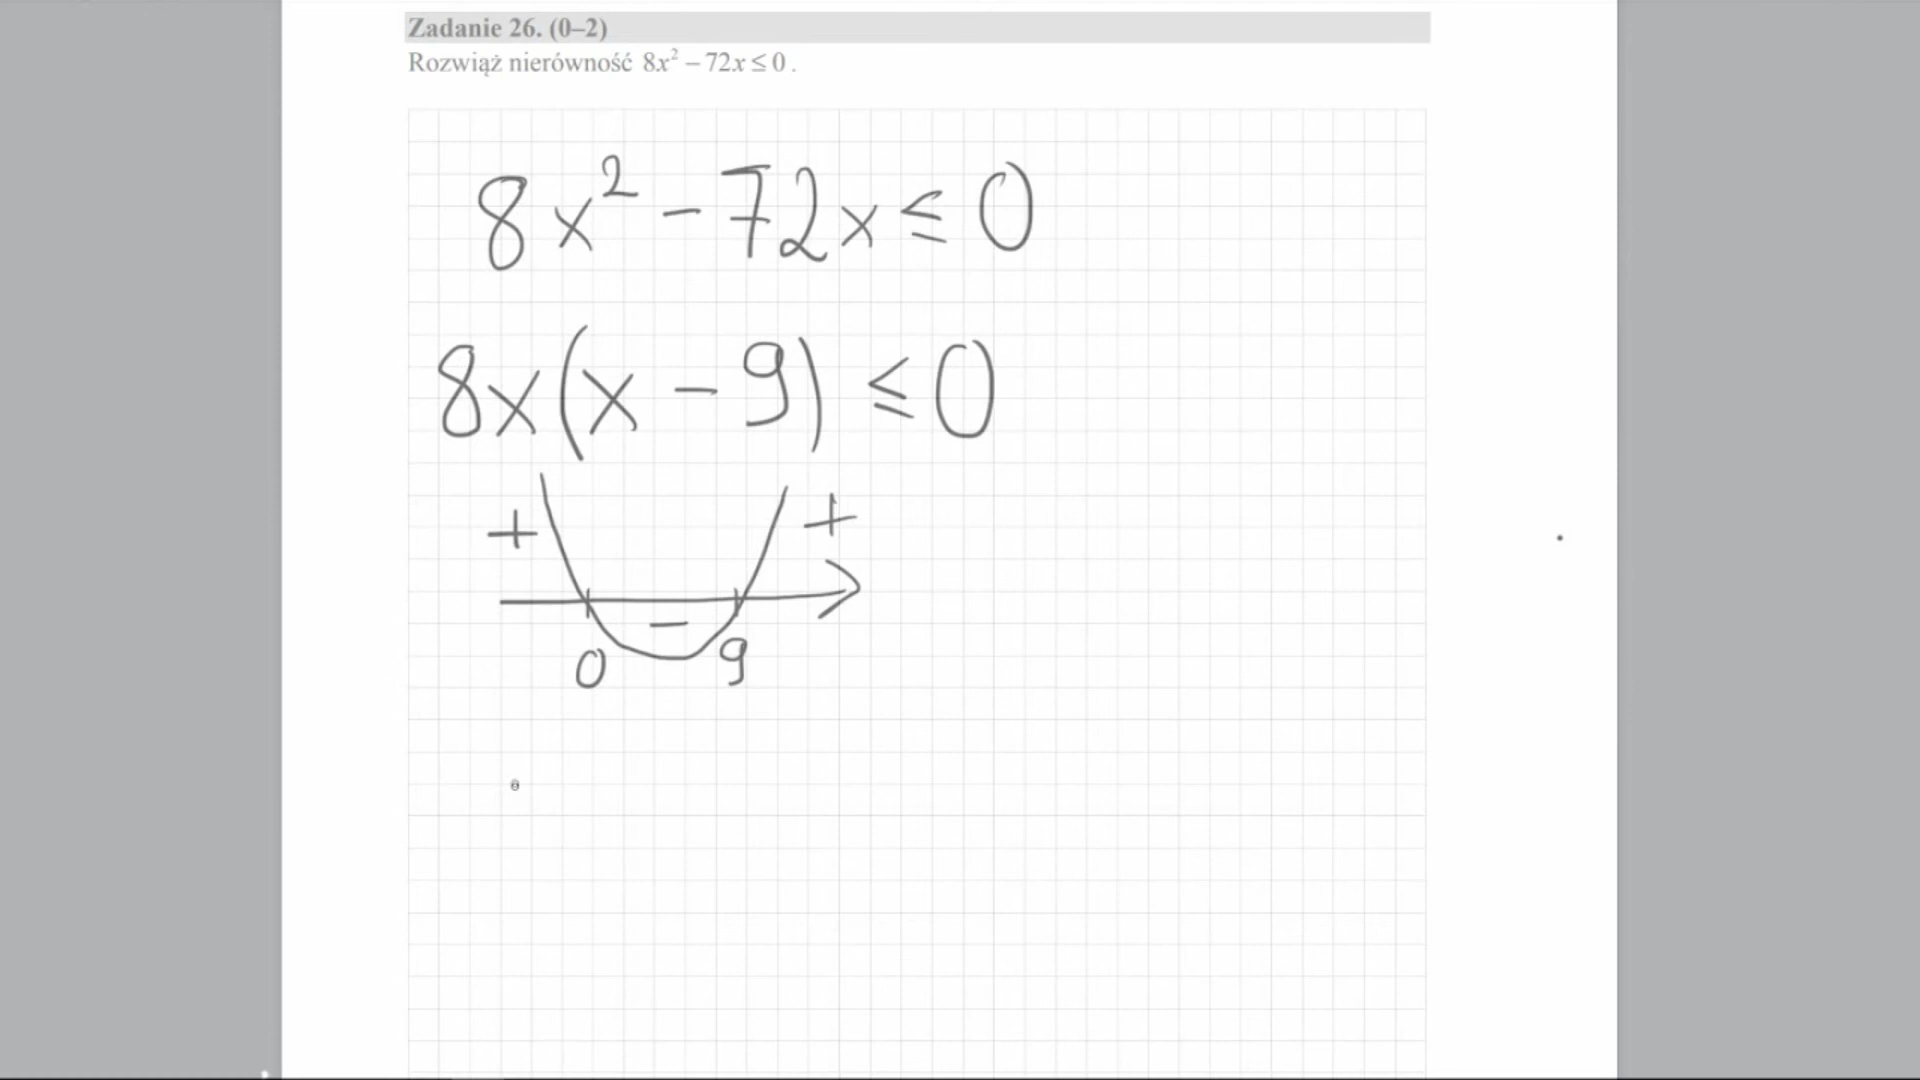 Zadanie 26. (0–2)
Rozwiąż nierówność 8x² – 72x ≤ 0 .
8x² - 72x ≤ 0
8x(x - 9) ≤ 0
+ +
−
0 9